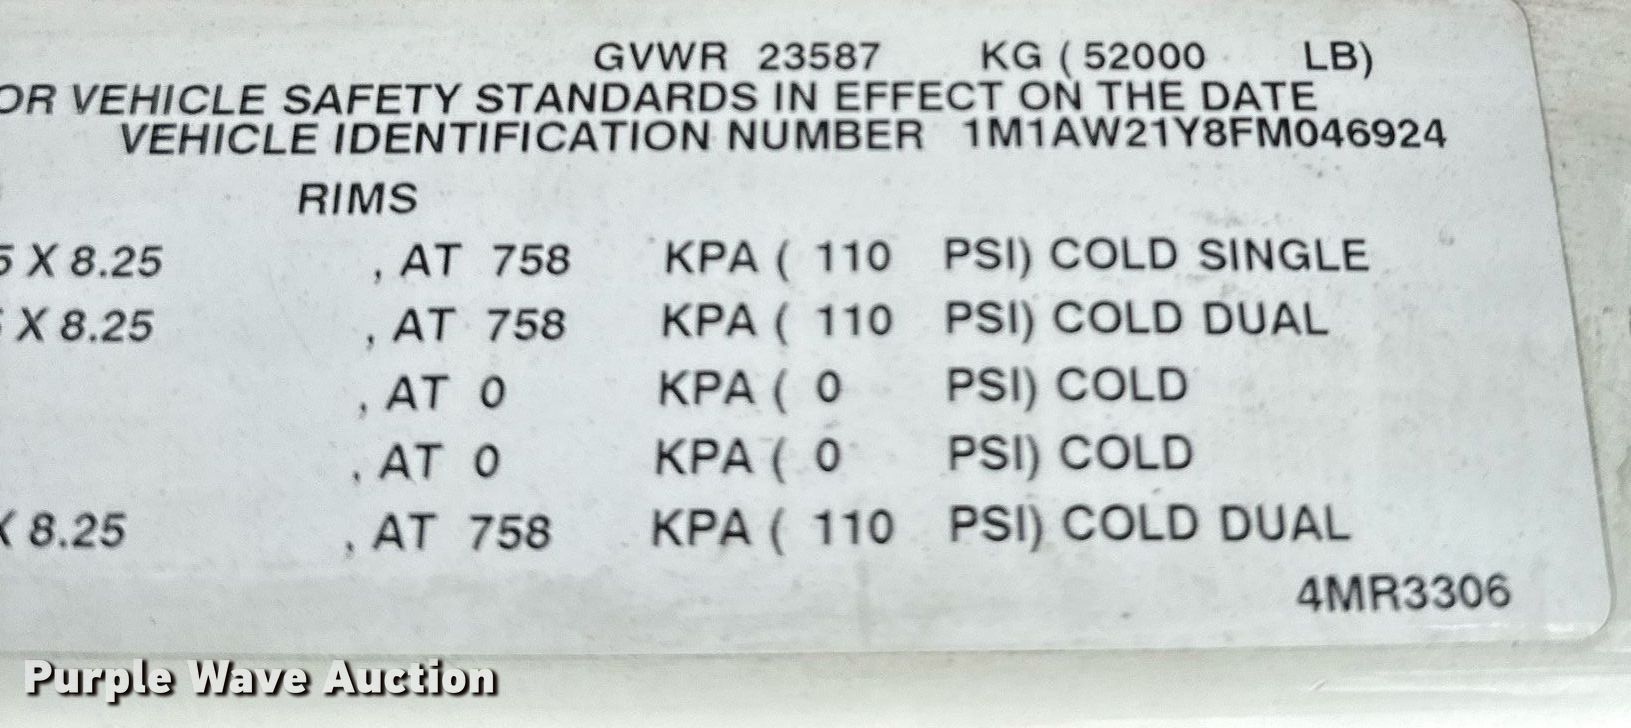 GVWR 23587 KG ( 52000 LB)
OR VEHICLE SAFETY STANDARDS IN EFFECT ON THE DATE
VEHICLE IDENTIFICATION NUMBER 1M1AW21Y8FM046924
RIMS
5 X 8.25 , AT 758 KPA ( 110 PSI) COLD SINGLE
X 8.25 , AT 758 KPA ( 110 PSI) COLD DUAL
, AT 0 KPA ( 0 PSI) COLD
, AT 0 KPA ( 0 PSI) COLD
X 8.25 , AT 758 KPA ( 110 PSI) COLD DUAL
4MR3306
Purple Wave Auction